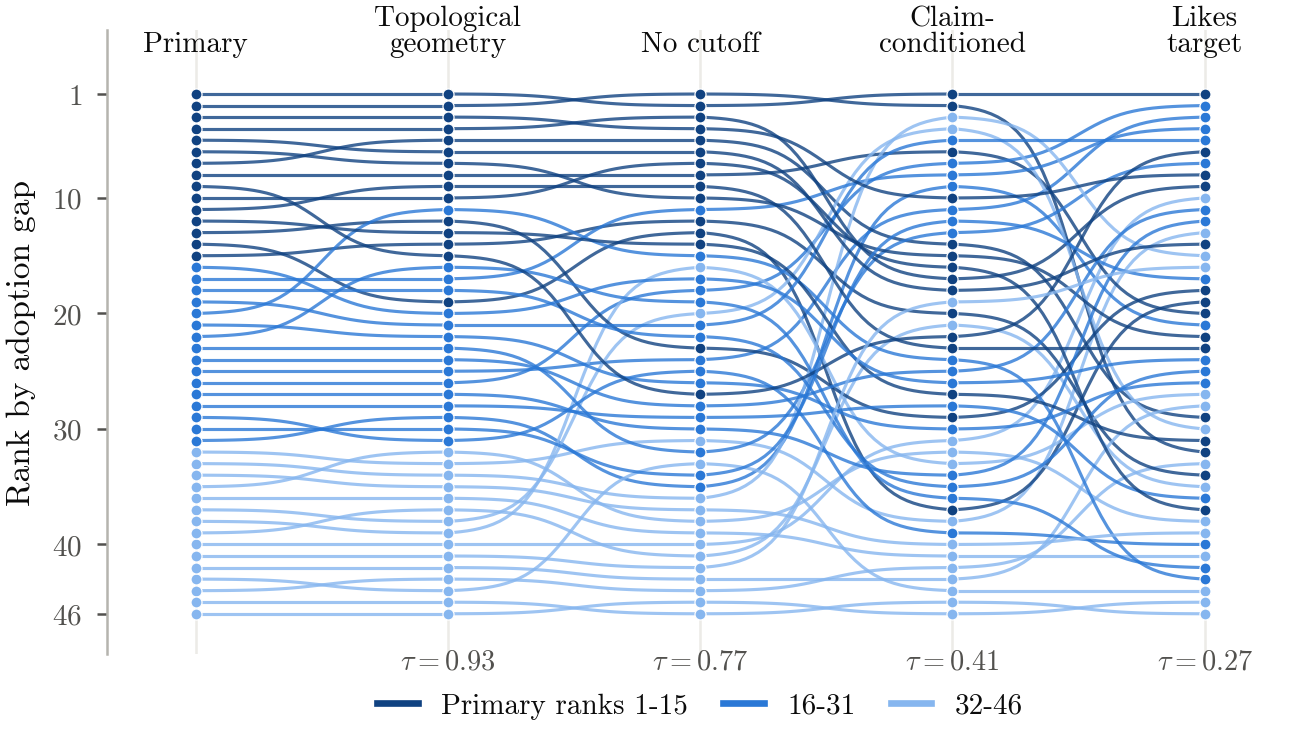 Primary
Topological
geometry
No cutoff
Claim-
conditioned
Likes
target
Rank by adoption gap
1
10
20
30
40
46
τ = 0.93
τ = 0.77
τ = 0.41
τ = 0.27
Primary ranks 1-15
16-31
32-46